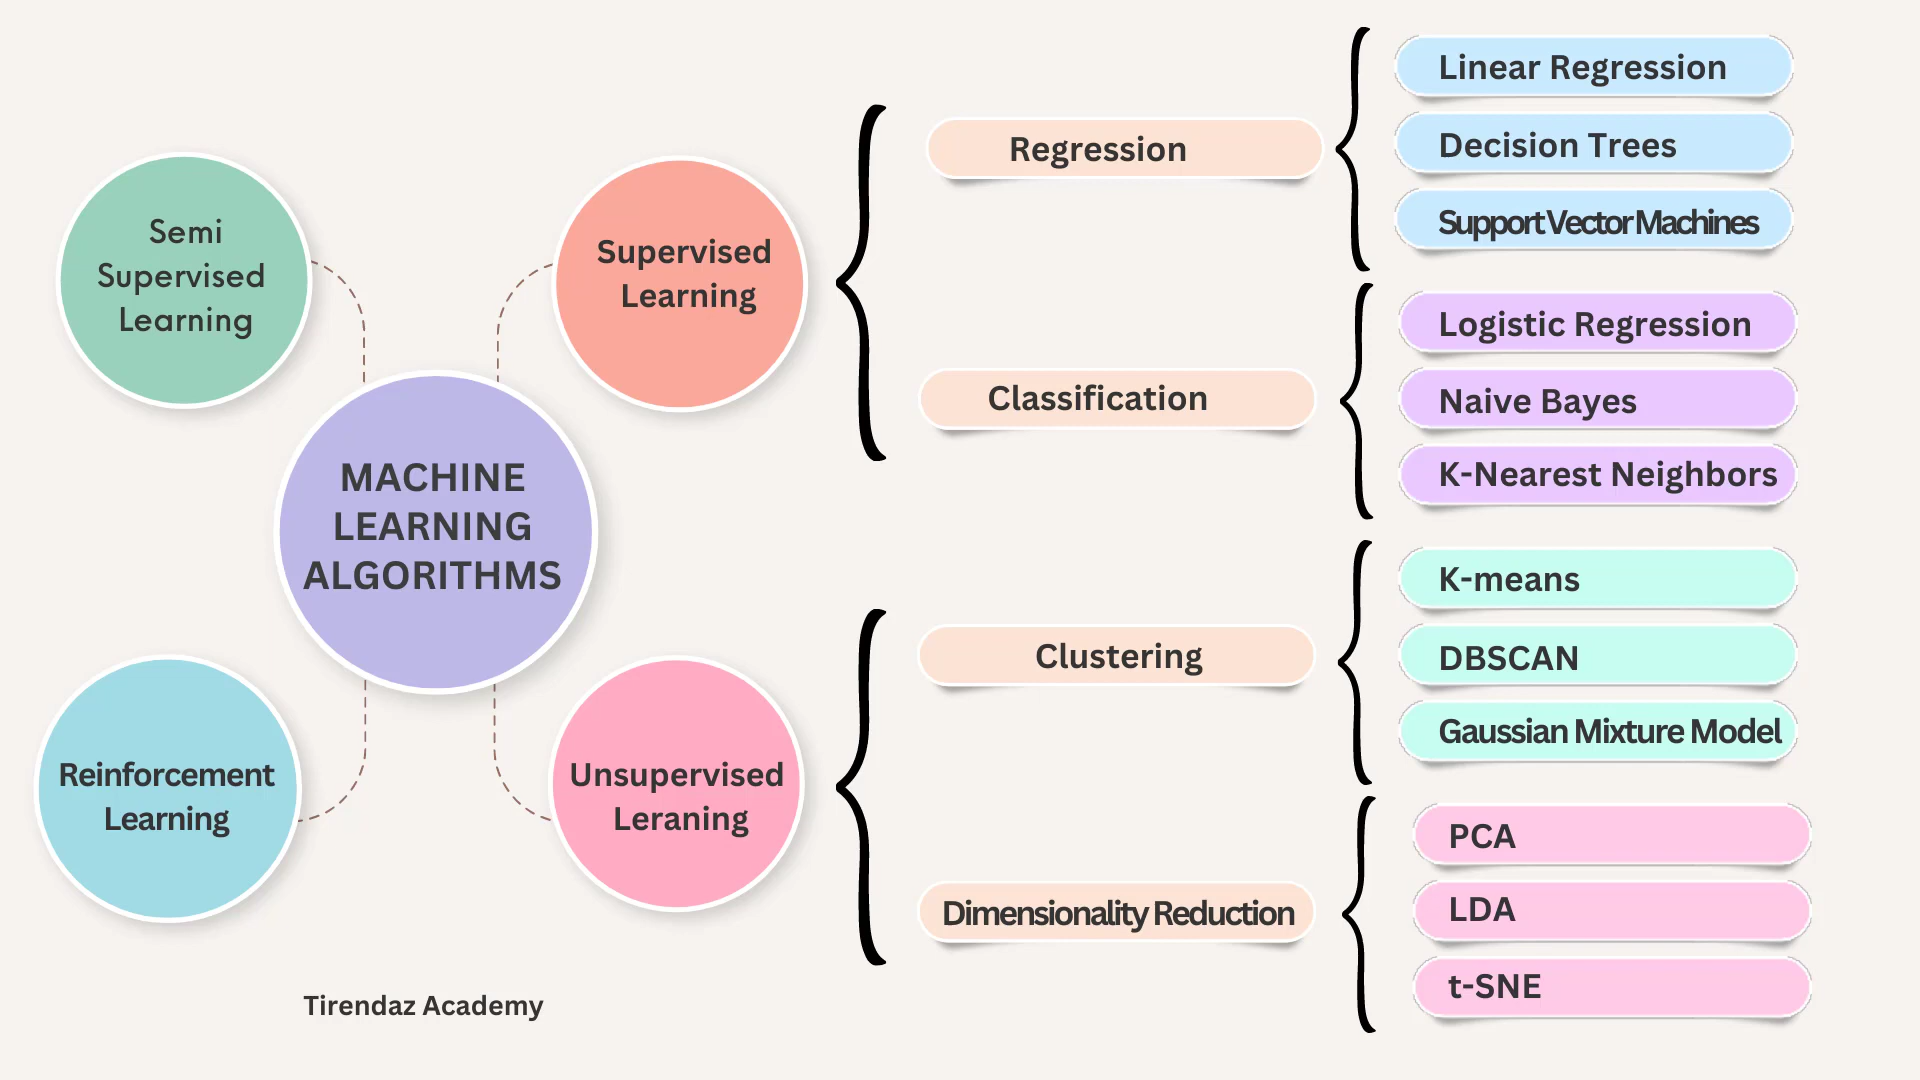 Semi
Supervised
Learning
Supervised
Learning
MACHINE
LEARNING
ALGORITHMS
Reinforcement
Learning
Unsupervised
Leraning
Regression
Linear Regression
Decision Trees
Support Vector Machines
Classification
Logistic Regression
Naive Bayes
K-Nearest Neighbors
Clustering
K-means
DBSCAN
Gaussian Mixture Model
Dimensionality Reduction
PCA
LDA
t-SNE
Tirendaz Academy